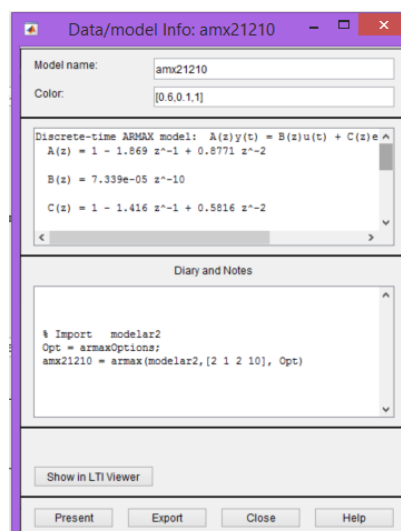 Data/model Info: amx21210
Model name:
amx21210
Color:
[0.6,0.1,1]
Discrete-time ARMAX model: A(z)y(t) = B(z)u(t) + C(z)e
A(z) = 1 - 1.869 z^-1 + 0.8771 z^-2
B(z) = 7.339e-05 z^-10
C(z) = 1 - 1.416 z^-1 + 0.5816 z^-2
Diary and Notes
% Import modelar2
Opt = armaxOptions;
amx21210 = armax(modelar2,[2 1 2 10], Opt)
Show in LTI Viewer
Present Export Close Help